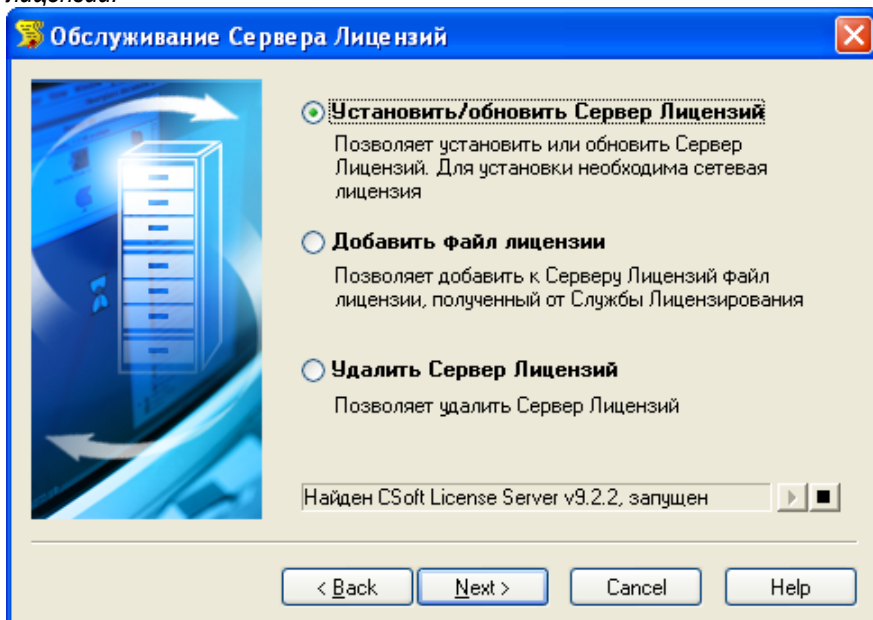 лицензий.
Обслуживание Сервера Лицензий
Установить/обновить Сервер Лицензий
Позволяет установить или обновить Сервер
Лицензий. Для установки необходима сетевая
лицензия
Добавить файл лицензии
Позволяет добавить к Серверу Лицензий файл
лицензии, полученный от Службы Лицензирования
Удалить Сервер Лицензий
Позволяет удалить Сервер Лицензий
Найден CSoft License Server v9.2.2, запущен
< Back
Next >
Cancel
Help